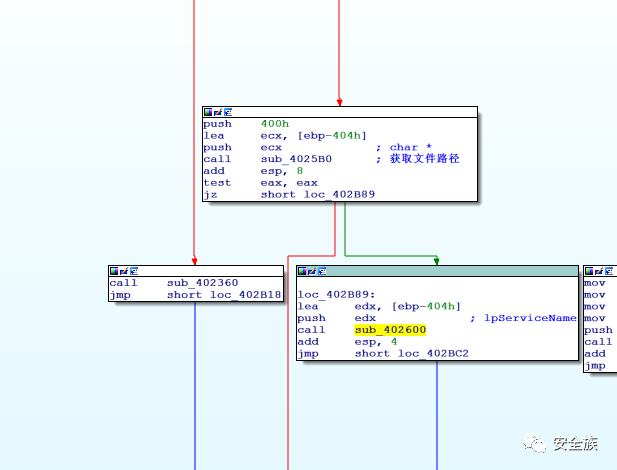 push 400h
lea ecx, [ebp-404h]
push ecx ; char *
call sub_4025B0 ; 获取文件路径
add esp, 8
test eax, eax
jz short loc_402B89
call sub_402360
jmp short loc_402B18
loc_402B89:
lea edx, [ebp-404h]
push edx ; lpServiceName
call sub_402600
add esp, 4
jmp short loc_402BC2
mov
mov
mov
mov
push
call
add
jmp
安全族